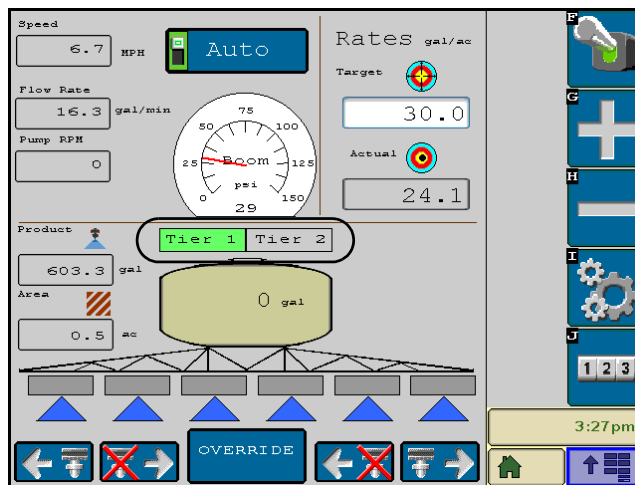 Speed
6.7 MPH
Auto
Flow Rate
16.3 gal/min
Pump RPM
0
0 25 50 75 100 125 150
Boom
psi
29
Rates gal/ac
Target
30.0
Actual
24.1
Product
603.3 gal
Area
0.5 ac
Tier 1 Tier 2
0 gal
OVERRIDE
F
G
H
I
J
1 2 3
3:27pm